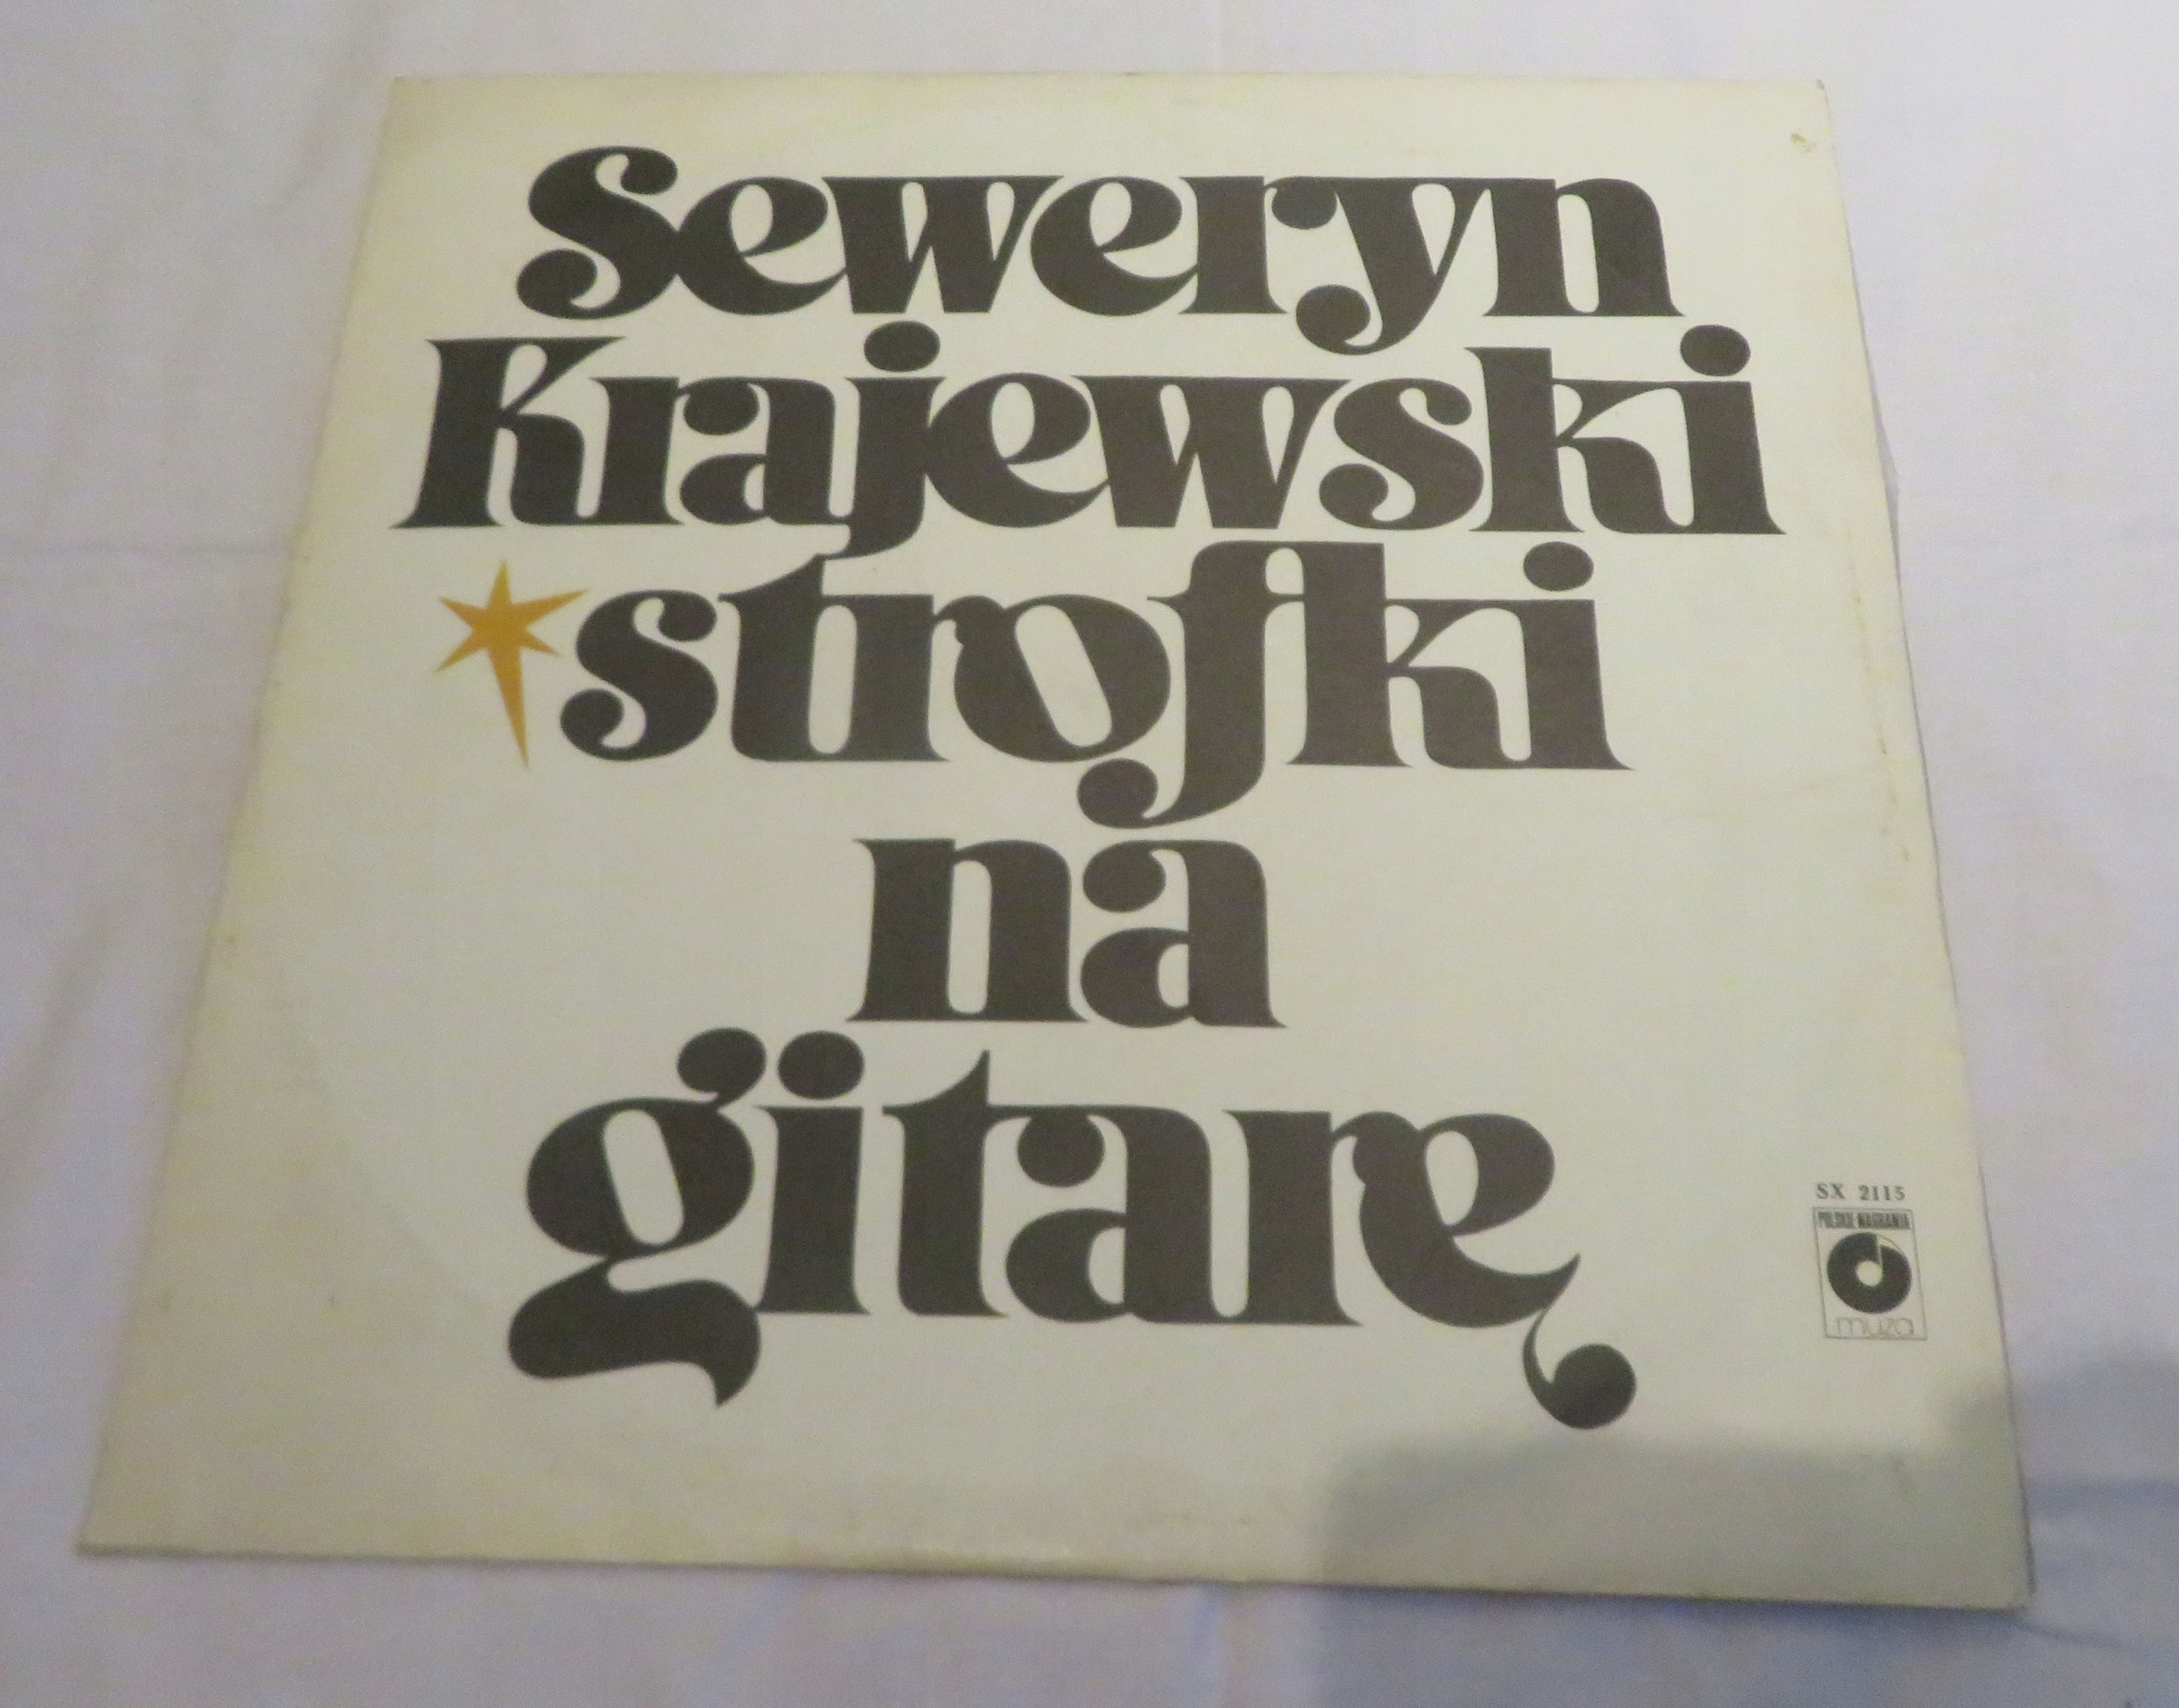 Seweryn
Krajewski
strofki
na
gitarę
SX 2115
POLSKIE NAGRANIA
muza